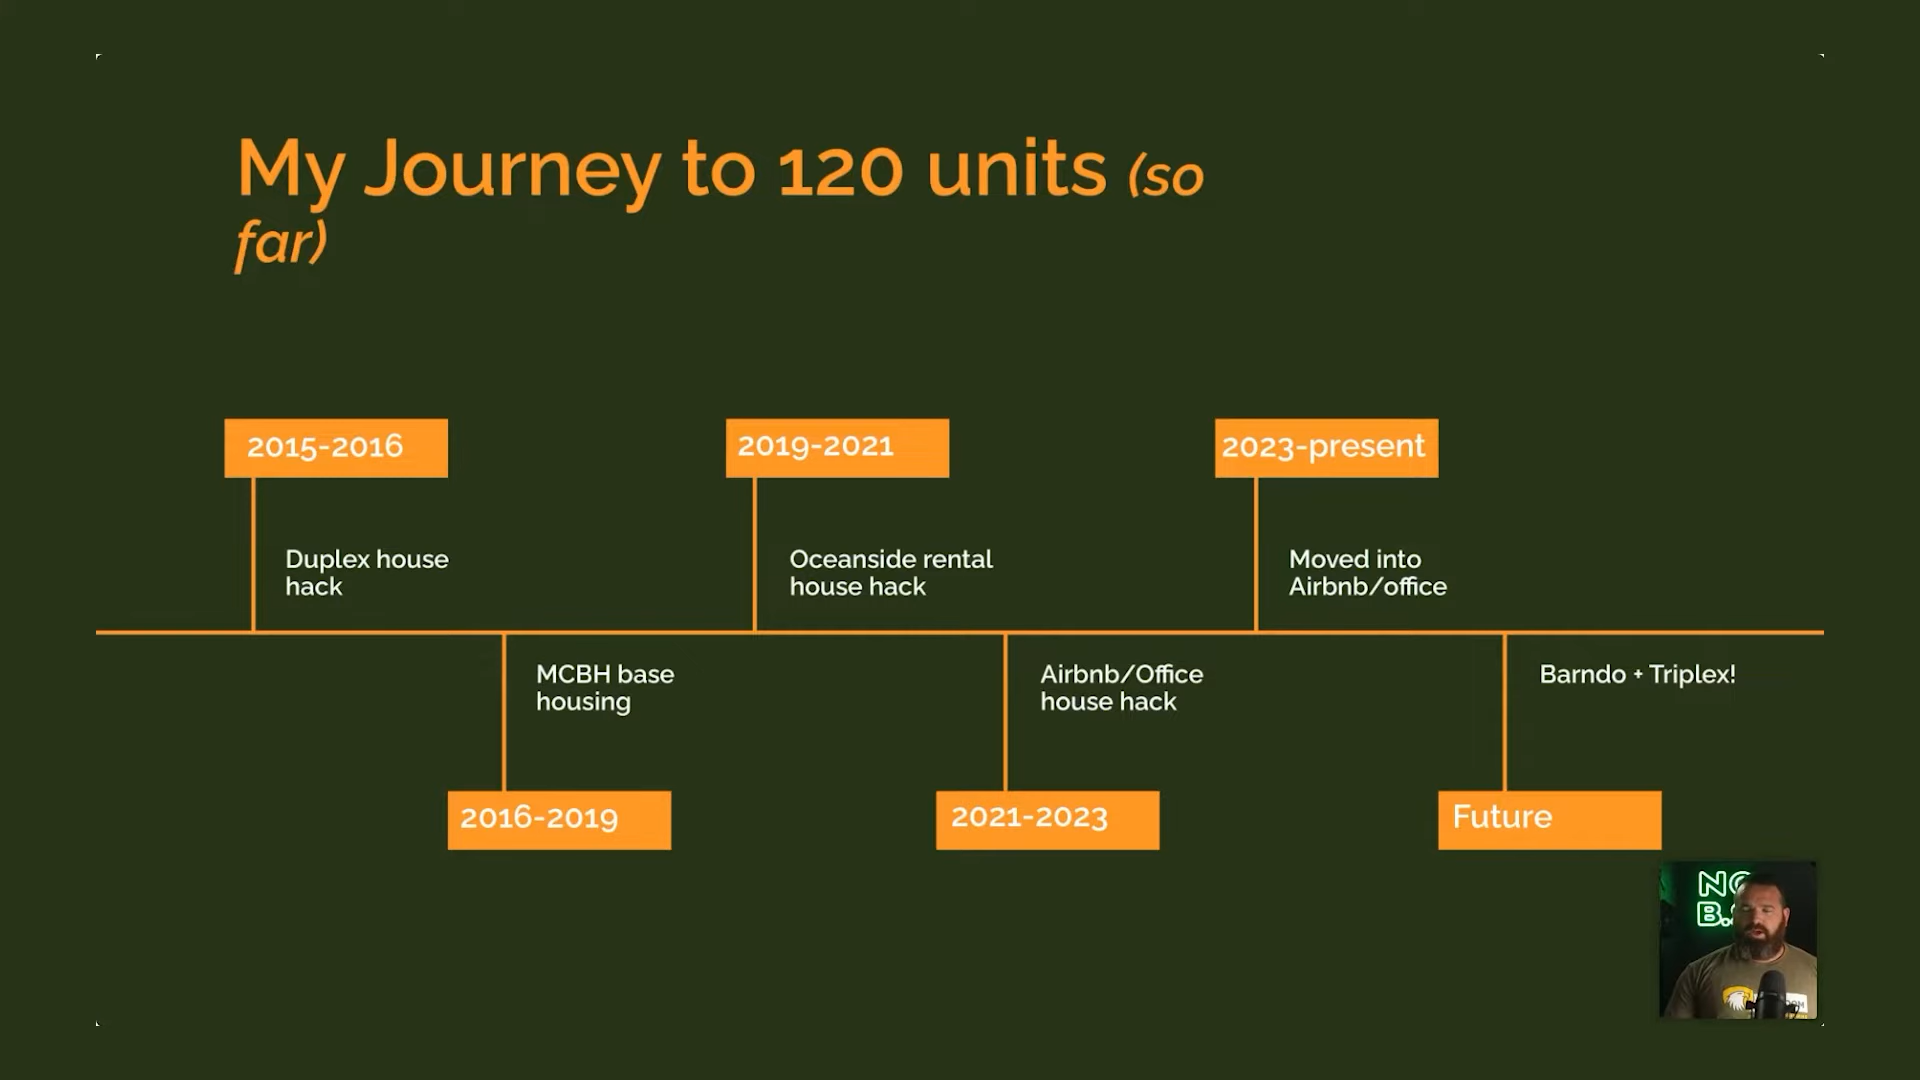 My Journey to 120 units (so
far)
2015-2016
2019-2021
2023-present
Duplex house
hack
Oceanside rental
house hack
Moved into
Airbnb/office
MCBH base
housing
Airbnb/Office
house hack
Barndo + Triplex!
2016-2019
2021-2023
Future
NO
B.